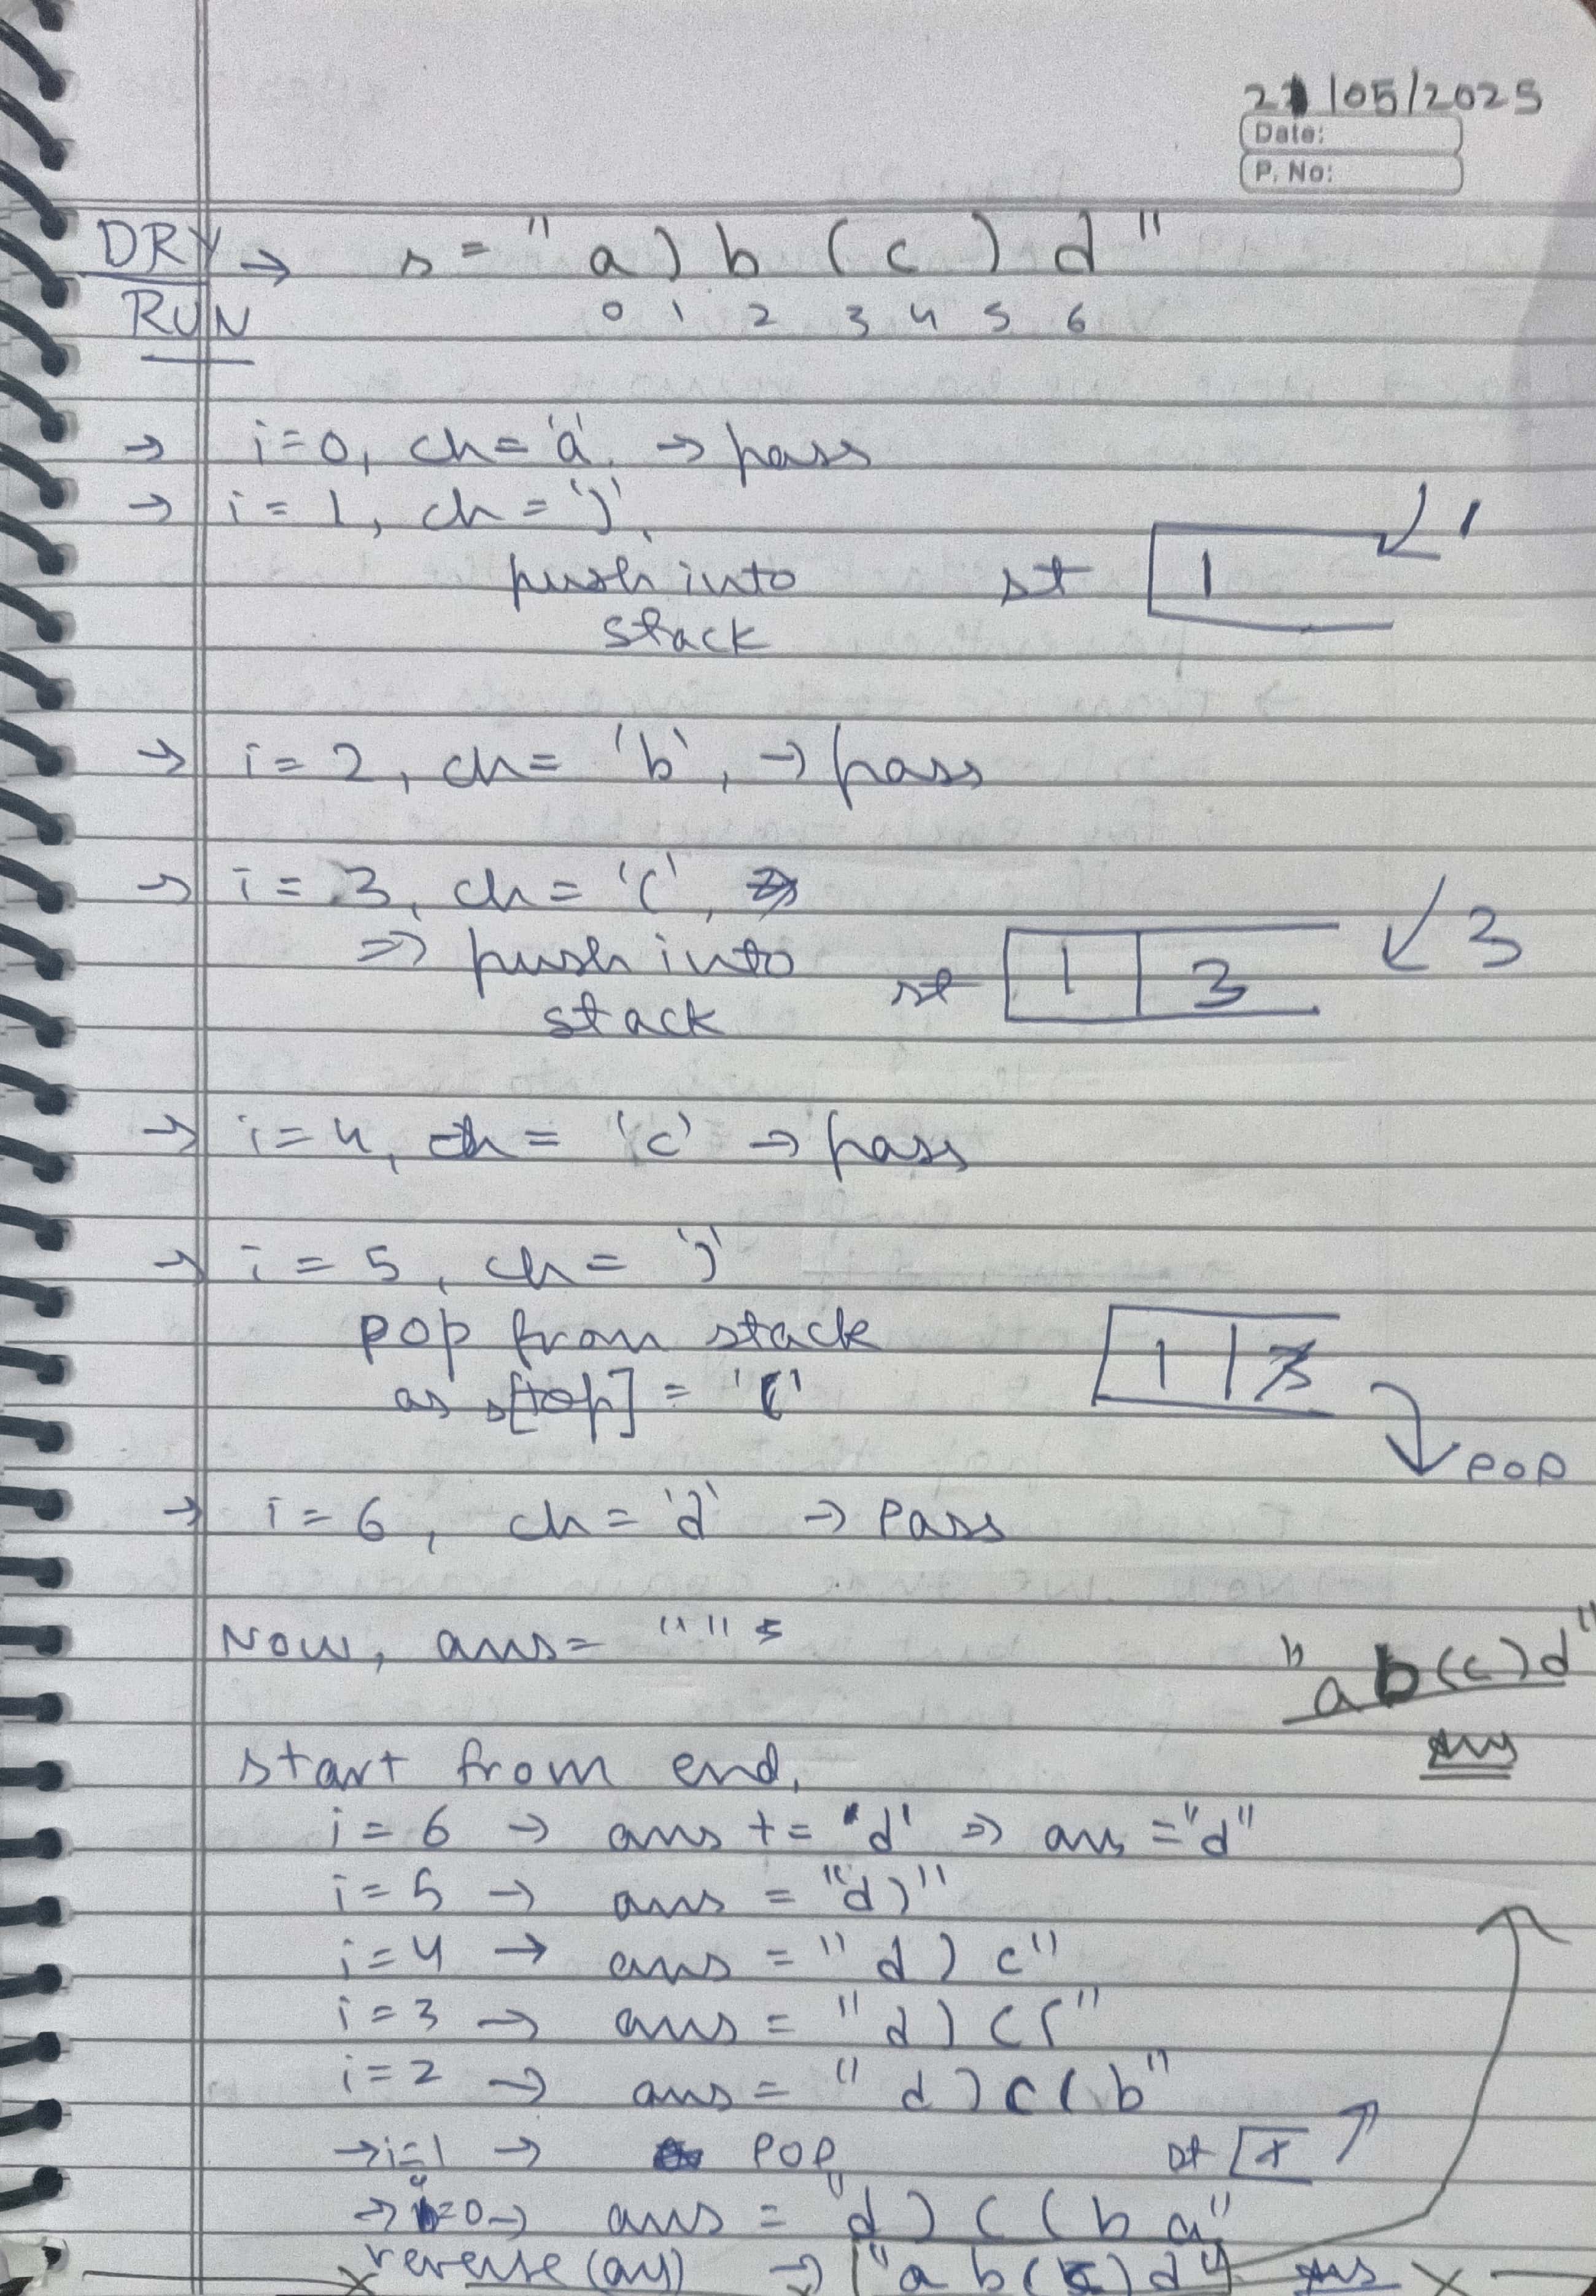 21/05/2025
Date:
P. No:
DRY RUN → s = "a)b(c)d"
0 1 2 3 4 5 6
→ i=0, ch='a' → pass
→ i=1, ch=')'
push into
stack
st 1
1
→ i=2, ch='b', → pass
→ i=3, ch='(',
⇒ push into
stack
st 1 3
3
→ i=4, ch='c' → pass
→ i=5, ch=')'
pop from stack
as s[top]='('
1 3
POP
→ i=6, ch='d' → Pass
Now, ans= ""
"ab(c)d"
Ans
start from end,
i=6 → ans += 'd' ⇒ ans="d"
i=5 → ans = "d)"
i=4 → ans = "d)c"
i=3 → ans = "d)c("
i=2 → ans = "d)c(b"
→ i=1 → POP
st 1
→ i=0 → ans = "d)c(ba"
reverse(ans) → "ab(c)d" Ans